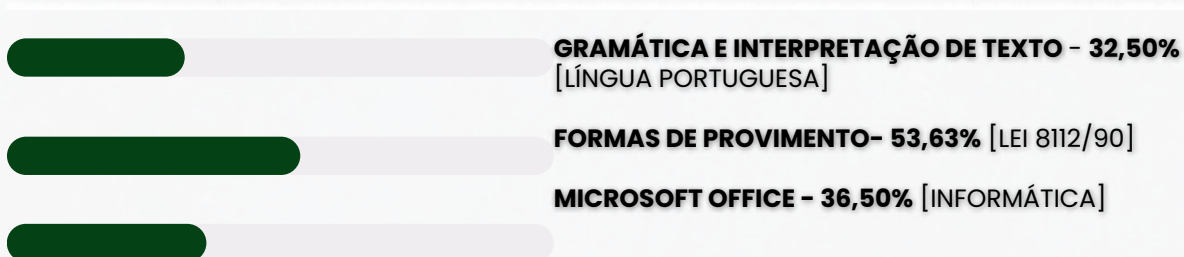 GRAMÁTICA E INTERPRETAÇÃO DE TEXTO - 32,50%
[LÍNGUA PORTUGUESA]
FORMAS DE PROVIMENTO- 53,63% [LEI 8112/90]
MICROSOFT OFFICE - 36,50% [INFORMÁTICA]